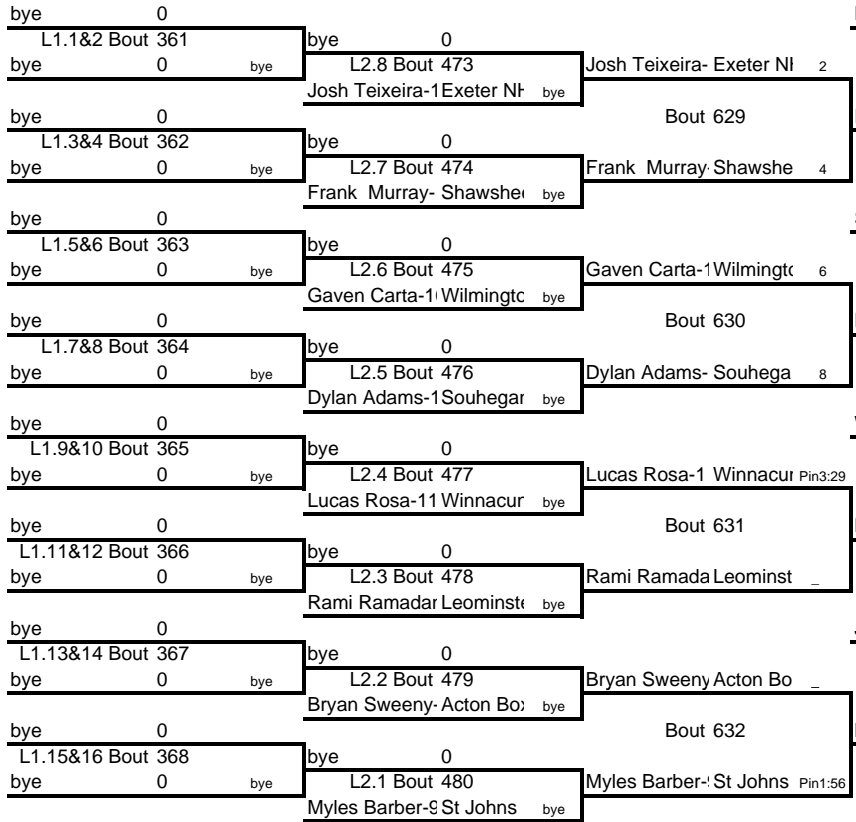 bye 0
L1.1&2 Bout 361 bye 0
bye 0 bye L2.8 Bout 473 Josh Teixeira- Exeter NH 2
Josh Teixeira-1 Exeter NH bye
bye 0 Bout 629
L1.3&4 Bout 362 bye 0
bye 0 bye L2.7 Bout 474 Frank Murray- Shawshe 4
Frank Murray- Shawshee bye
bye 0
L1.5&6 Bout 363 bye 0
bye 0 bye L2.6 Bout 475 Gaven Carta-1 Wilmingto 6
Gaven Carta-1 Wilmingto bye
bye 0 Bout 630
L1.7&8 Bout 364 bye 0
bye 0 bye L2.5 Bout 476 Dylan Adams- Souhega 8
Dylan Adams-1 Souhegan bye
bye 0
L1.9&10 Bout 365 bye 0
bye 0 bye L2.4 Bout 477 Lucas Rosa-1 Winnacun Pin3:29
Lucas Rosa-11 Winnacun bye
bye 0 Bout 631
L1.11&12 Bout 366 bye 0
bye 0 bye L2.3 Bout 478 Rami Ramada Leominst _
Rami Ramadan Leominste bye
bye 0
L1.13&14 Bout 367 bye 0
bye 0 bye L2.2 Bout 479 Bryan Sweeny Acton Bo _
Bryan Sweeny- Acton Box bye
bye 0 Bout 632
L1.15&16 Bout 368 bye 0
bye 0 bye L2.1 Bout 480 Myles Barber-9 St Johns Pin1:56
Myles Barber-9 St Johns bye